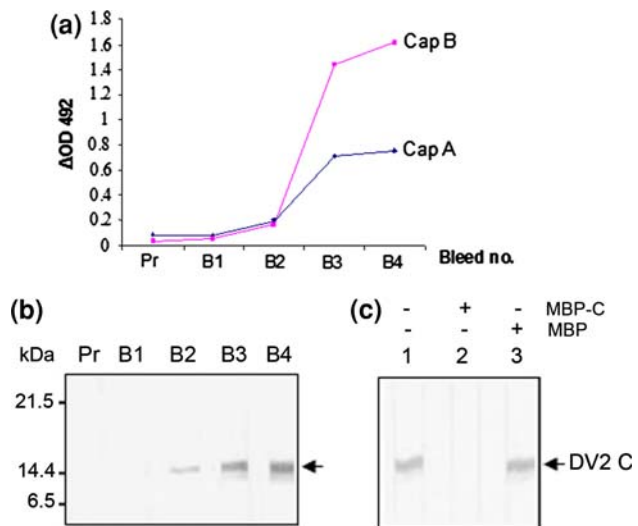 (a)
ΔOD 492
1.8
1.6
1.4
1.2
1
0.8
0.6
0.4
0.2
0
Cap B
Cap A
Pr B1 B2 B3 B4 Bleed no.
(b)
kDa Pr B1 B2 B3 B4
21.5
14.4
6.5
(c)
- + - MBP-C
- - + MBP
1 2 3
DV2 C